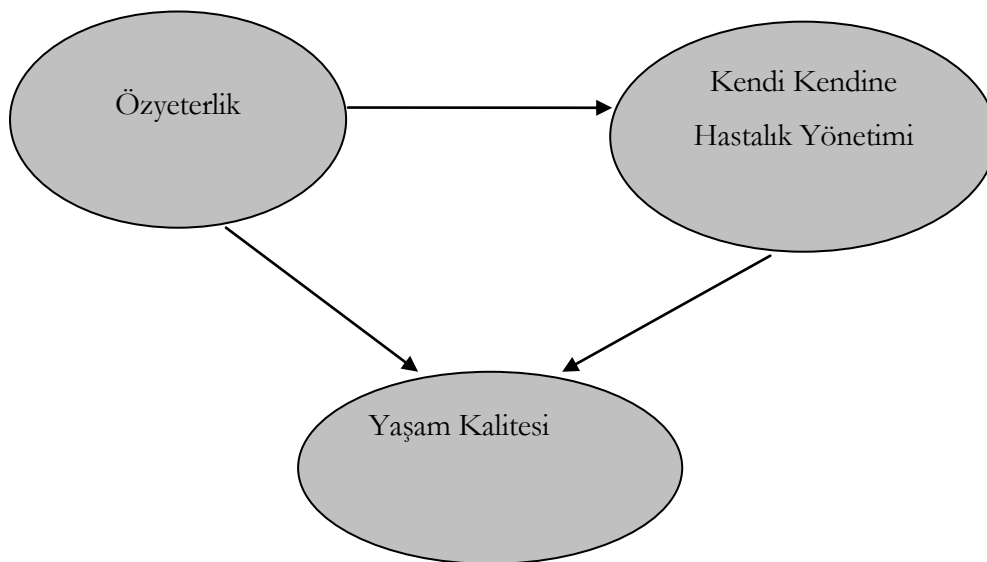 Özyeterlik
Kendi Kendine
Hastalık Yönetimi
Yaşam Kalitesi